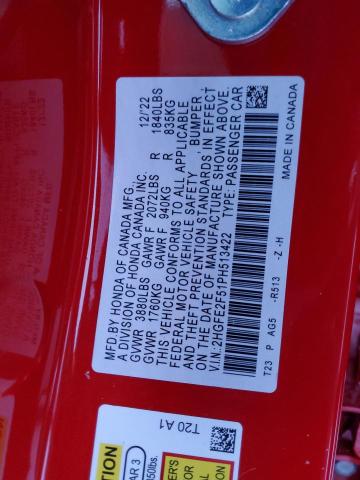 MFD BY HONDA OF CANADA MFG. 12/22
A DIVISION OF HONDA CANADA INC.
GVWR 3880LBS GAWR F 2072LBS R 1840LBS
GVWR 1760KG GAWR F 940KG R 835KG
THIS VEHICLE CONFORMS TO ALL APPLICABLE
FEDERAL MOTOR VEHICLE SAFETY , BUMPER ,
AND THEFT PREVENTION STANDARDS IN EFFECT
ON THE DATE OF MANUFACTURE SHOWN ABOVE.
V.I.N.:2HGFE2F51PH513422 TYPE: PASSENGER CAR
T23 P AG5 -R513 -Z -H
MADE IN CANADA
T20 A1